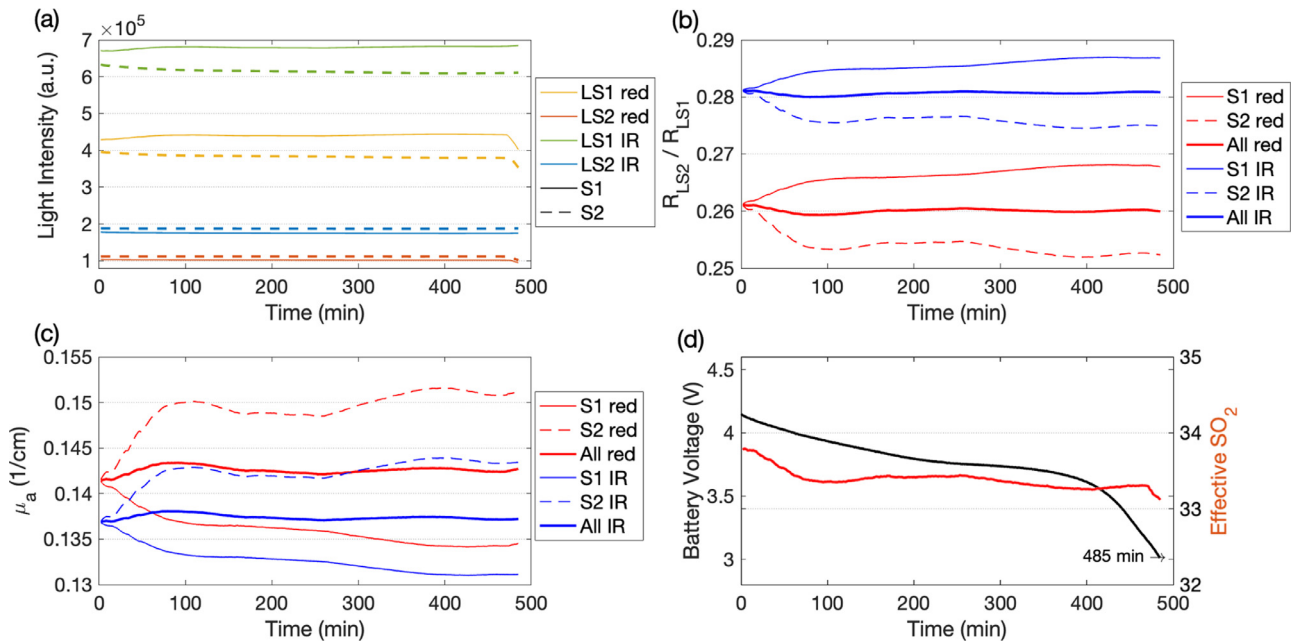 (a)
×10⁵
7
6
5
4
3
2
1
0 100 200 300 400 500
Time (min)
Light Intensity (a.u.)
LS1 red
LS2 red
LS1 IR
LS2 IR
S1
S2
(b)
0.29
0.28
0.27
0.26
0.25
0 100 200 300 400 500
Time (min)
R_LS2 / R_LS1
S1 red
S2 red
All red
S1 IR
S2 IR
All IR
(c)
0.155
0.15
0.145
0.14
0.135
0.13
0 100 200 300 400 500
Time (min)
μ_a (1/cm)
S1 red
S2 red
All red
S1 IR
S2 IR
All IR
(d)
4.5
4
3.5
3
35
34
33
32
485 min
0 100 200 300 400 500
Time (min)
Battery Voltage (V)
Effective SO₂